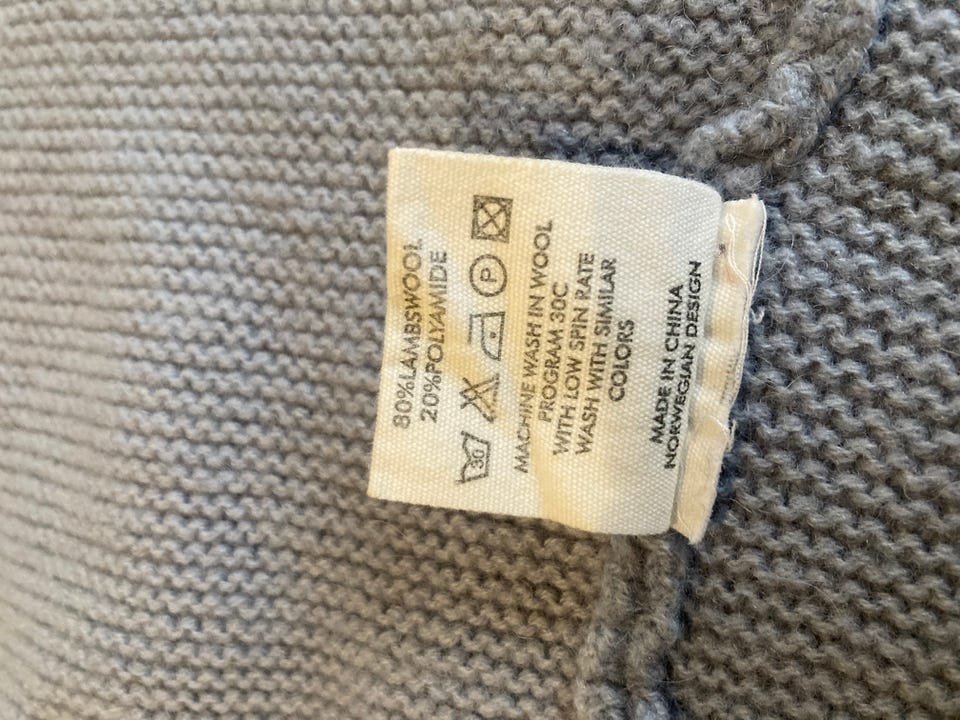 80%LAMBSWOOL
20%POLYAMIDE
30 P
MACHINE WASH IN WOOL
PROGRAM 30C
WITH LOW SPIN RATE
WASH WITH SIMILAR
COLORS
MADE IN CHINA
NORWEGIAN DESIGN